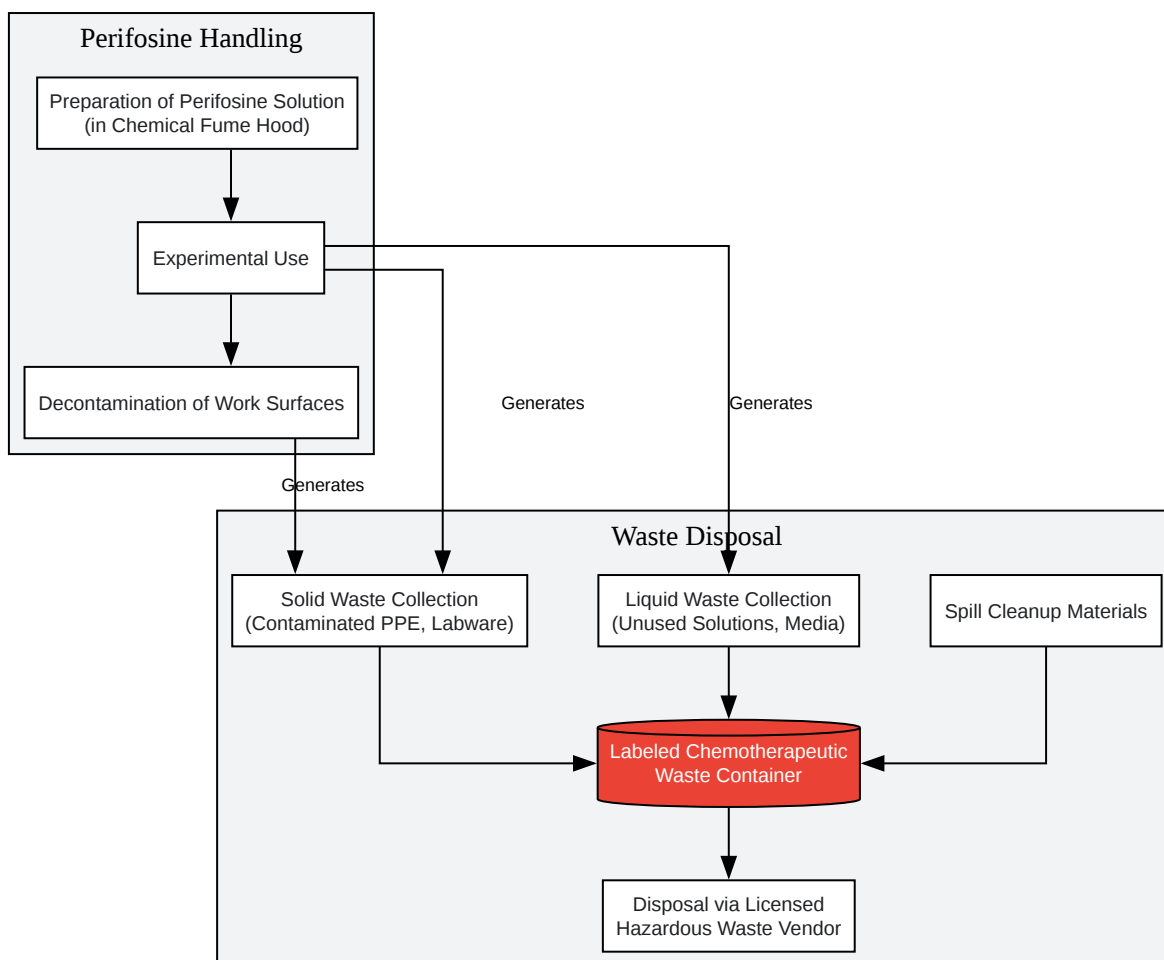 Perifosine Handling
Preparation of Perifosine Solution
(in Chemical Fume Hood)
Experimental Use
Decontamination of Work Surfaces
Generates
Generates
Generates
Waste Disposal
Solid Waste Collection
(Contaminated PPE, Labware)
Liquid Waste Collection
(Unused Solutions, Media)
Spill Cleanup Materials
Labeled Chemotherapeutic
Waste Container
Disposal via Licensed
Hazardous Waste Vendor